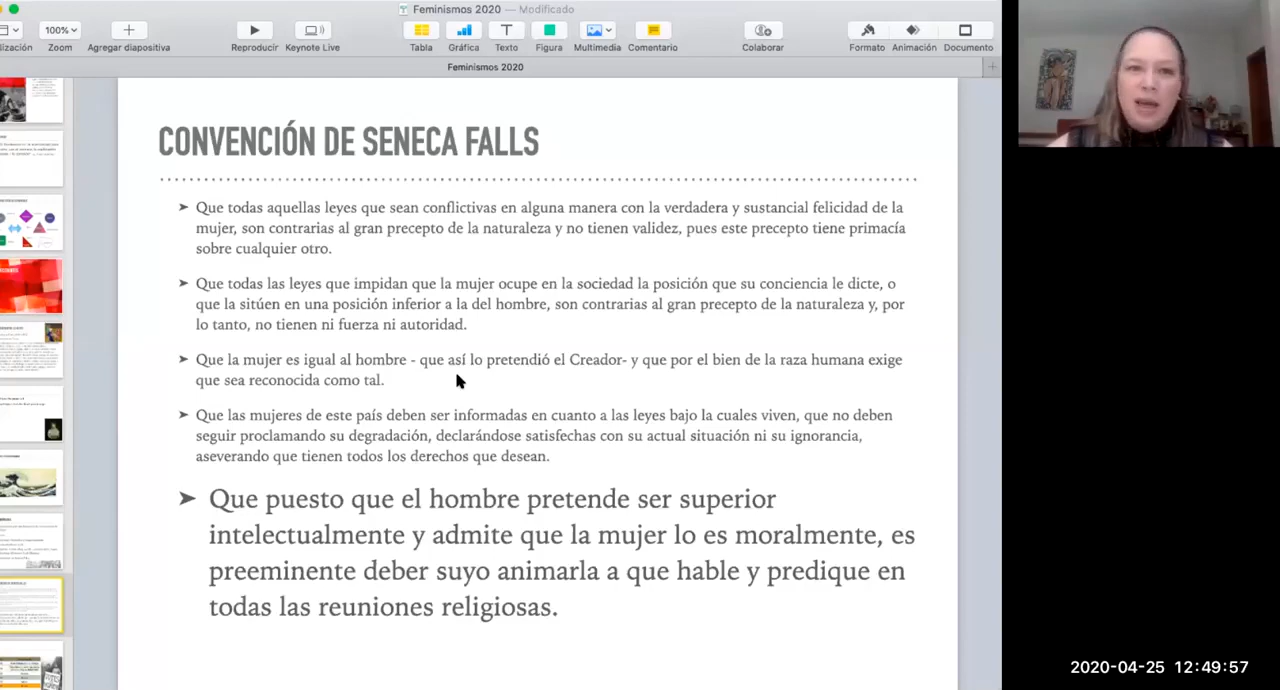 Feminismos 2020 — Modificado
100%
Zoom
Agregar diapositiva
Reproducir
Keynote Live
Tabla
Gráfica
Texto
Figura
Multimedia
Comentario
Colaborar
Formato
Animación
Documento
Feminismos 2020
CONVENCIÓN DE SENECA FALLS
➤ Que todas aquellas leyes que sean conflictivas en alguna manera con la verdadera y sustancial felicidad de la
mujer, son contrarias al gran precepto de la naturaleza y no tienen validez, pues este precepto tiene primacía
sobre cualquier otro.
➤ Que todas las leyes que impidan que la mujer ocupe en la sociedad la posición que su conciencia le dicte, o
que la sitúen en una posición inferior a la del hombre, son contrarias al gran precepto de la naturaleza y, por
lo tanto, no tienen ni fuerza ni autoridad.
➤ Que la mujer es igual al hombre - que así lo pretendió el Creador- y que por el bien de la raza humana exige
que sea reconocida como tal.
➤ Que las mujeres de este país deben ser informadas en cuanto a las leyes bajo la cuales viven, que no deben
seguir proclamando su degradación, declarándose satisfechas con su actual situación ni su ignorancia,
aseverando que tienen todos los derechos que desean.
➤ Que puesto que el hombre pretende ser superior
intelectualmente y admite que la mujer lo es moralmente, es
preeminente deber suyo animarla a que hable y predique en
todas las reuniones religiosas.
2020-04-25 12:49:57